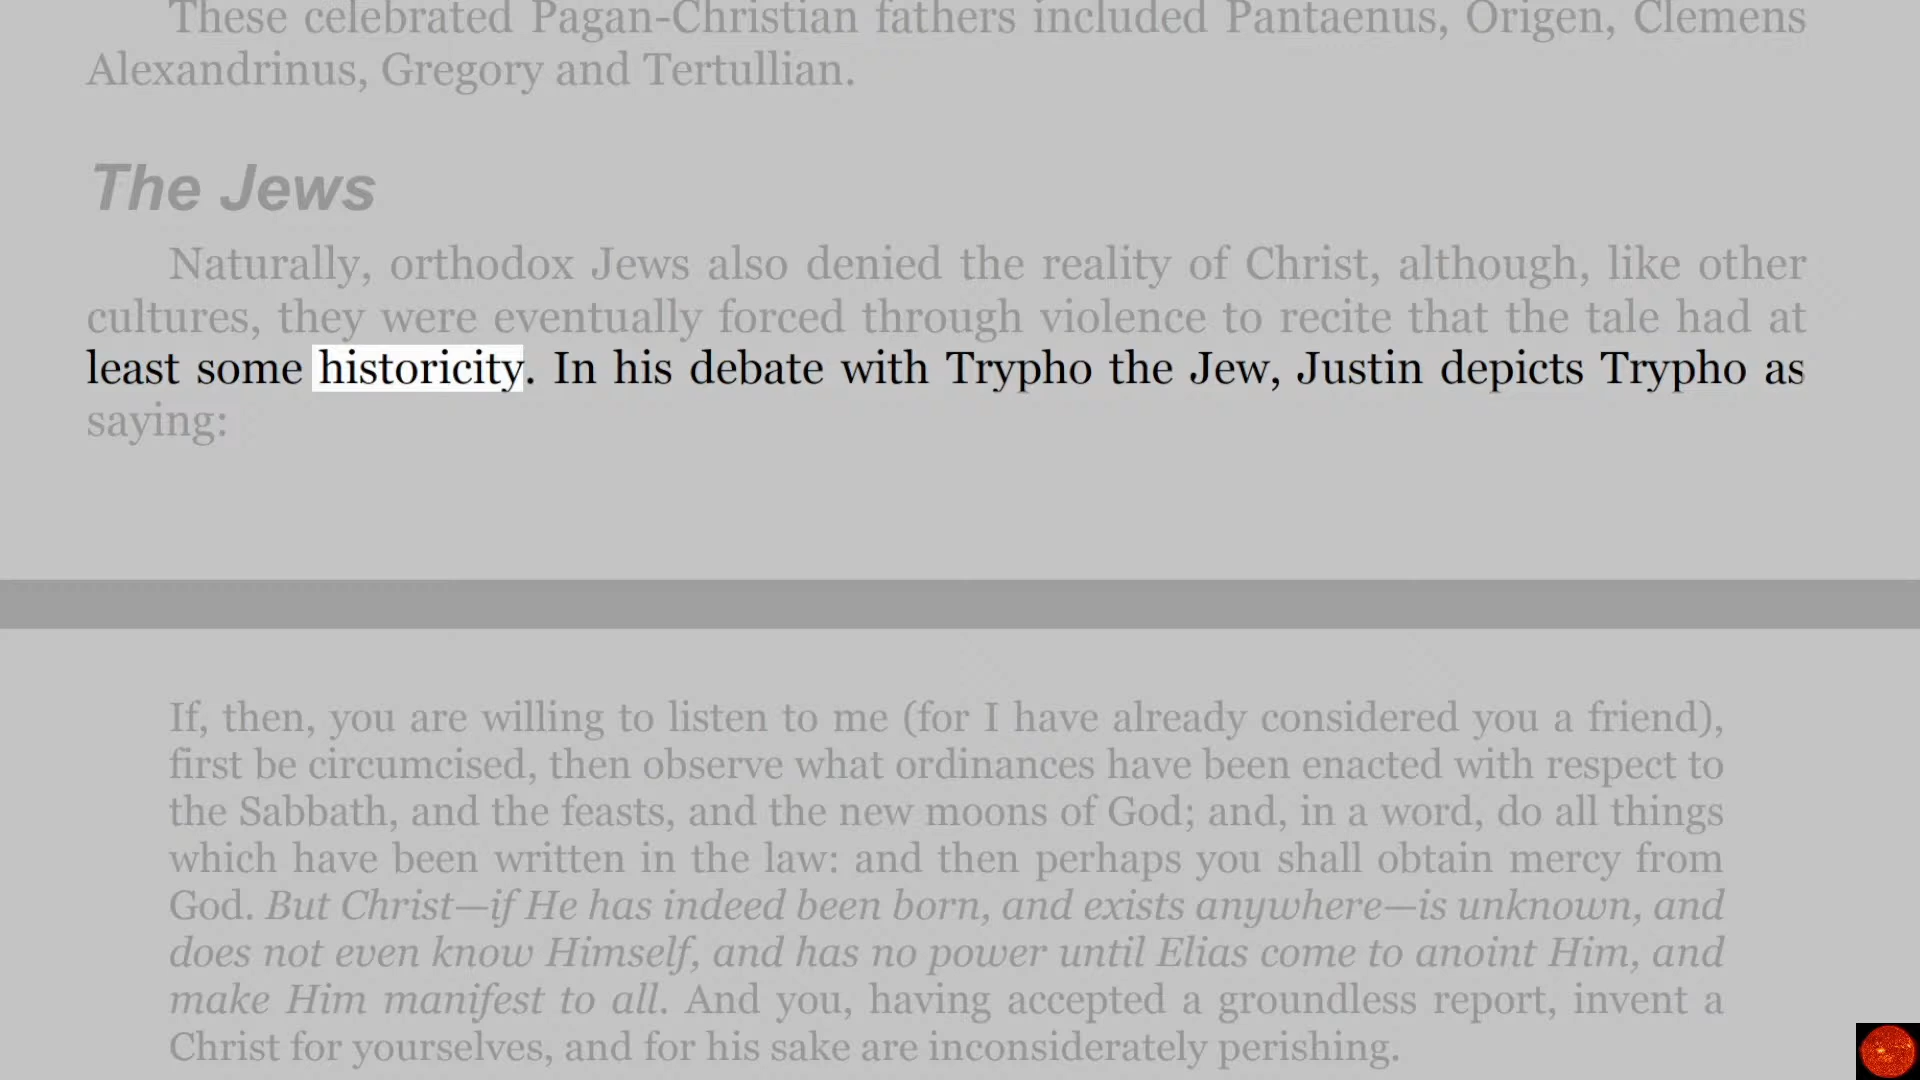 These celebrated Pagan-Christian fathers included Pantaenus, Origen, Clemens
Alexandrinus, Gregory and Tertullian.
The Jews
Naturally, orthodox Jews also denied the reality of Christ, although, like other
cultures, they were eventually forced through violence to recite that the tale had at
least some historicity. In his debate with Trypho the Jew, Justin depicts Trypho as
saying:
If, then, you are willing to listen to me (for I have already considered you a friend),
first be circumcised, then observe what ordinances have been enacted with respect to
the Sabbath, and the feasts, and the new moons of God; and, in a word, do all things
which have been written in the law: and then perhaps you shall obtain mercy from
God. But Christ—if He has indeed been born, and exists anywhere—is unknown, and
does not even know Himself, and has no power until Elias come to anoint Him, and
make Him manifest to all. And you, having accepted a groundless report, invent a
Christ for yourselves, and for his sake are inconsiderately perishing.